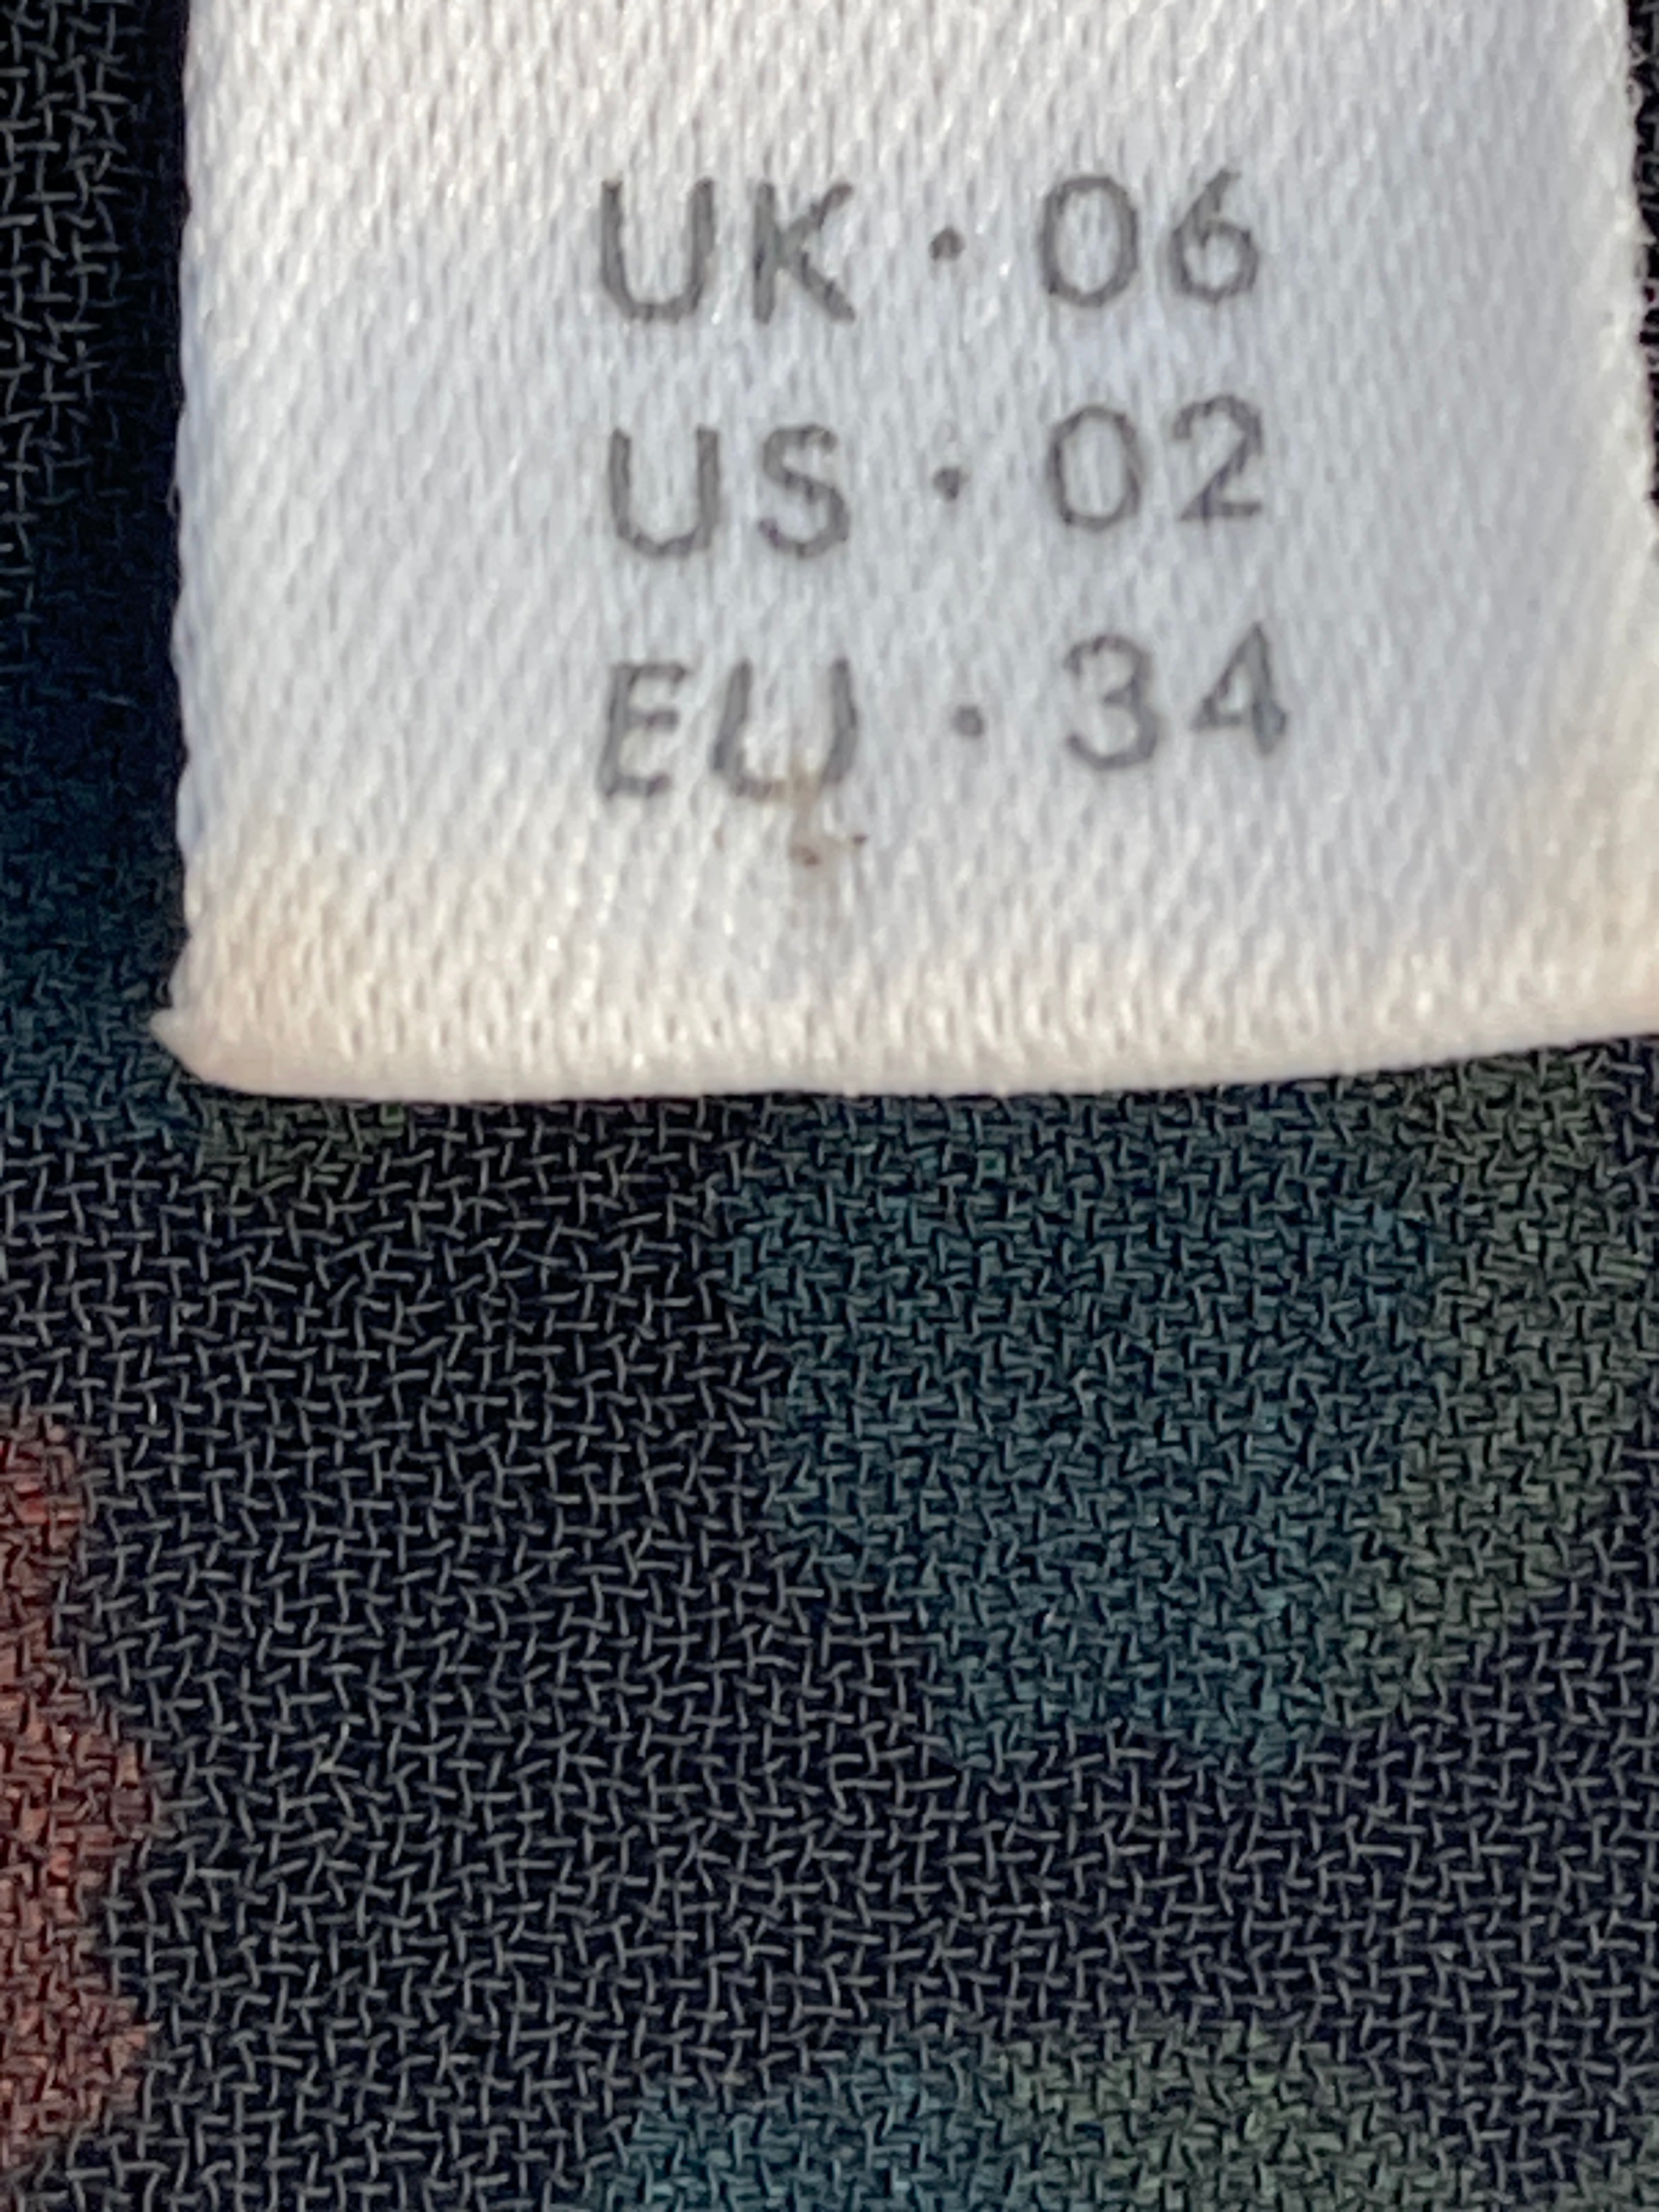 UK · 06
US · 02
EU · 34